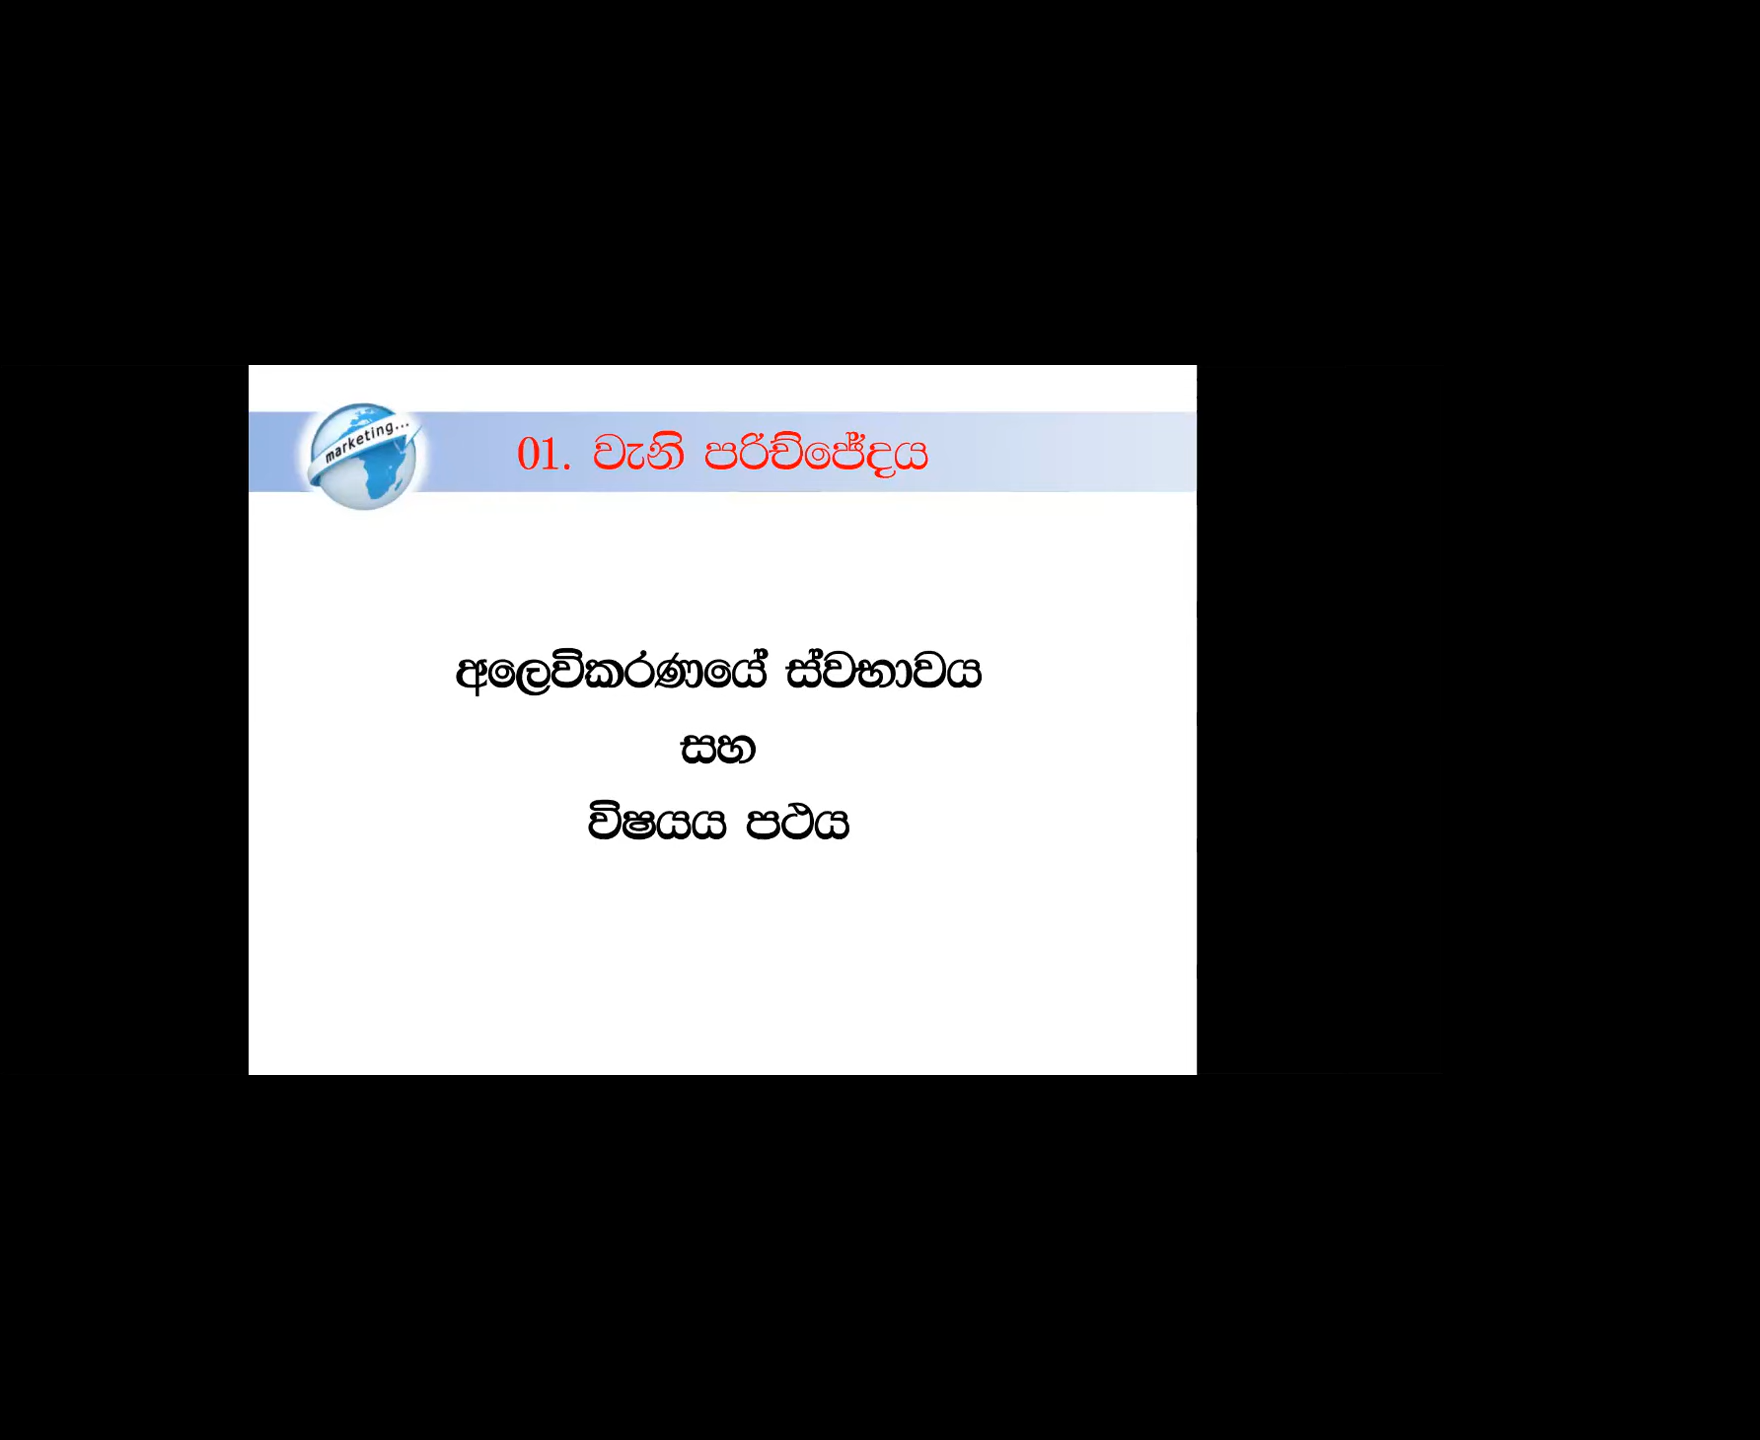 marketing...
01. වැනි පරිච්ජේදය
අලෙවිකරණයේ ස්වභාවය
සහ
විෂයය පථය